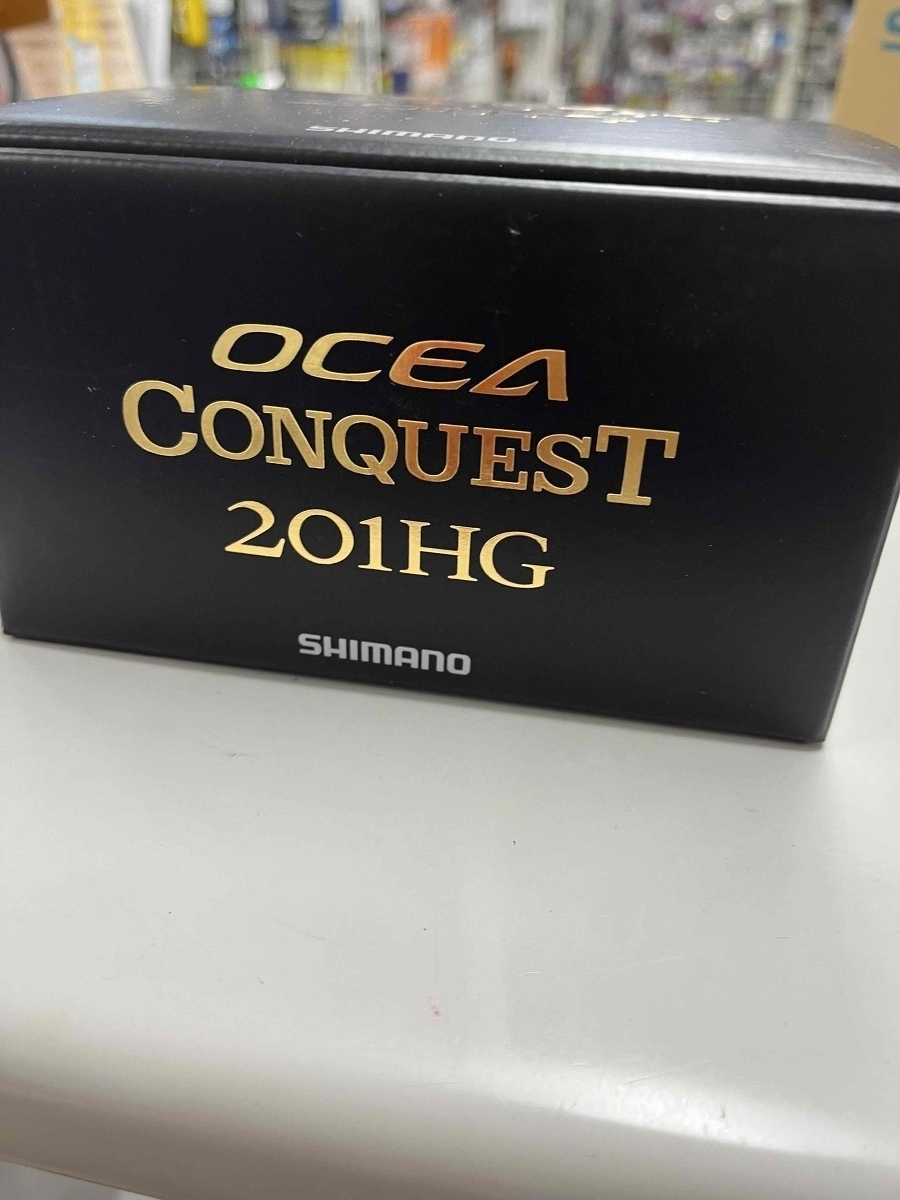 SHIMANO
OCEA
CONQUEST
201HG
SHIMANO